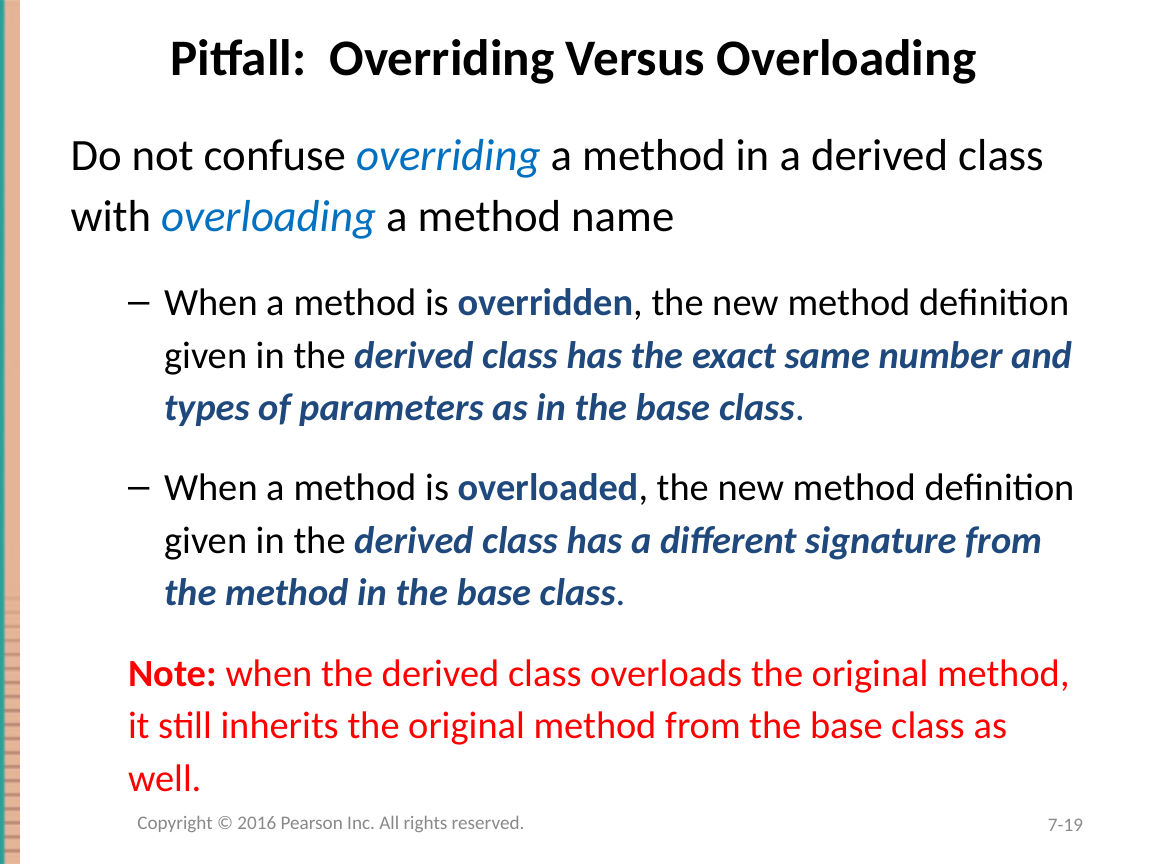 Pitfall: Overriding Versus Overloading
Do not confuse overriding a method in a derived class
with overloading a method name
– When a method is overridden, the new method definition
given in the derived class has the exact same number and
types of parameters as in the base class.
– When a method is overloaded, the new method definition
given in the derived class has a different signature from
the method in the base class.
Note: when the derived class overloads the original method,
it still inherits the original method from the base class as
well.
Copyright © 2016 Pearson Inc. All rights reserved.
7-19